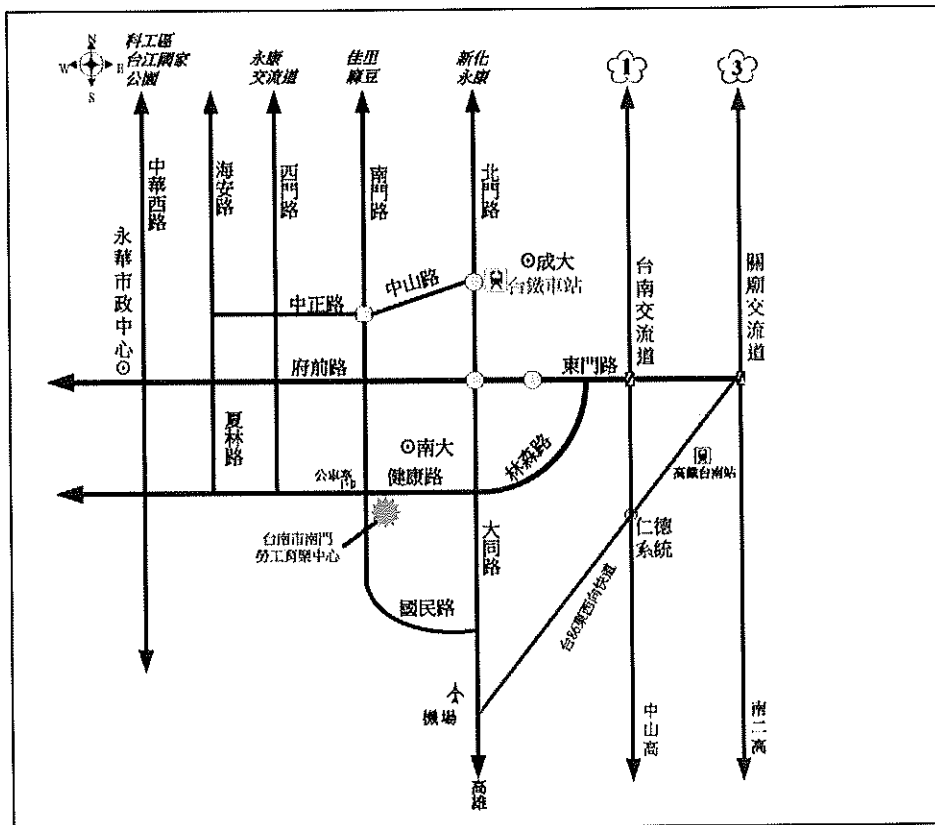 N
W
E
S
科工區
台江國家
公園
永康
交流道
佳里
麻豆
新化
永康
1
3
中華西路
海安路
西門路
南門路
北門路
永華市政中心
成大
台鐵車站
中山路
中正路
台南交流道
關廟交流道
府前路
東門路
夏林路
南大
林森路
健康路
高鐵台南站
台南市南門
勞工育樂中心
大同路
仁德
系統
國民路
台86東西向快道
機場
中山高
南二高
高雄